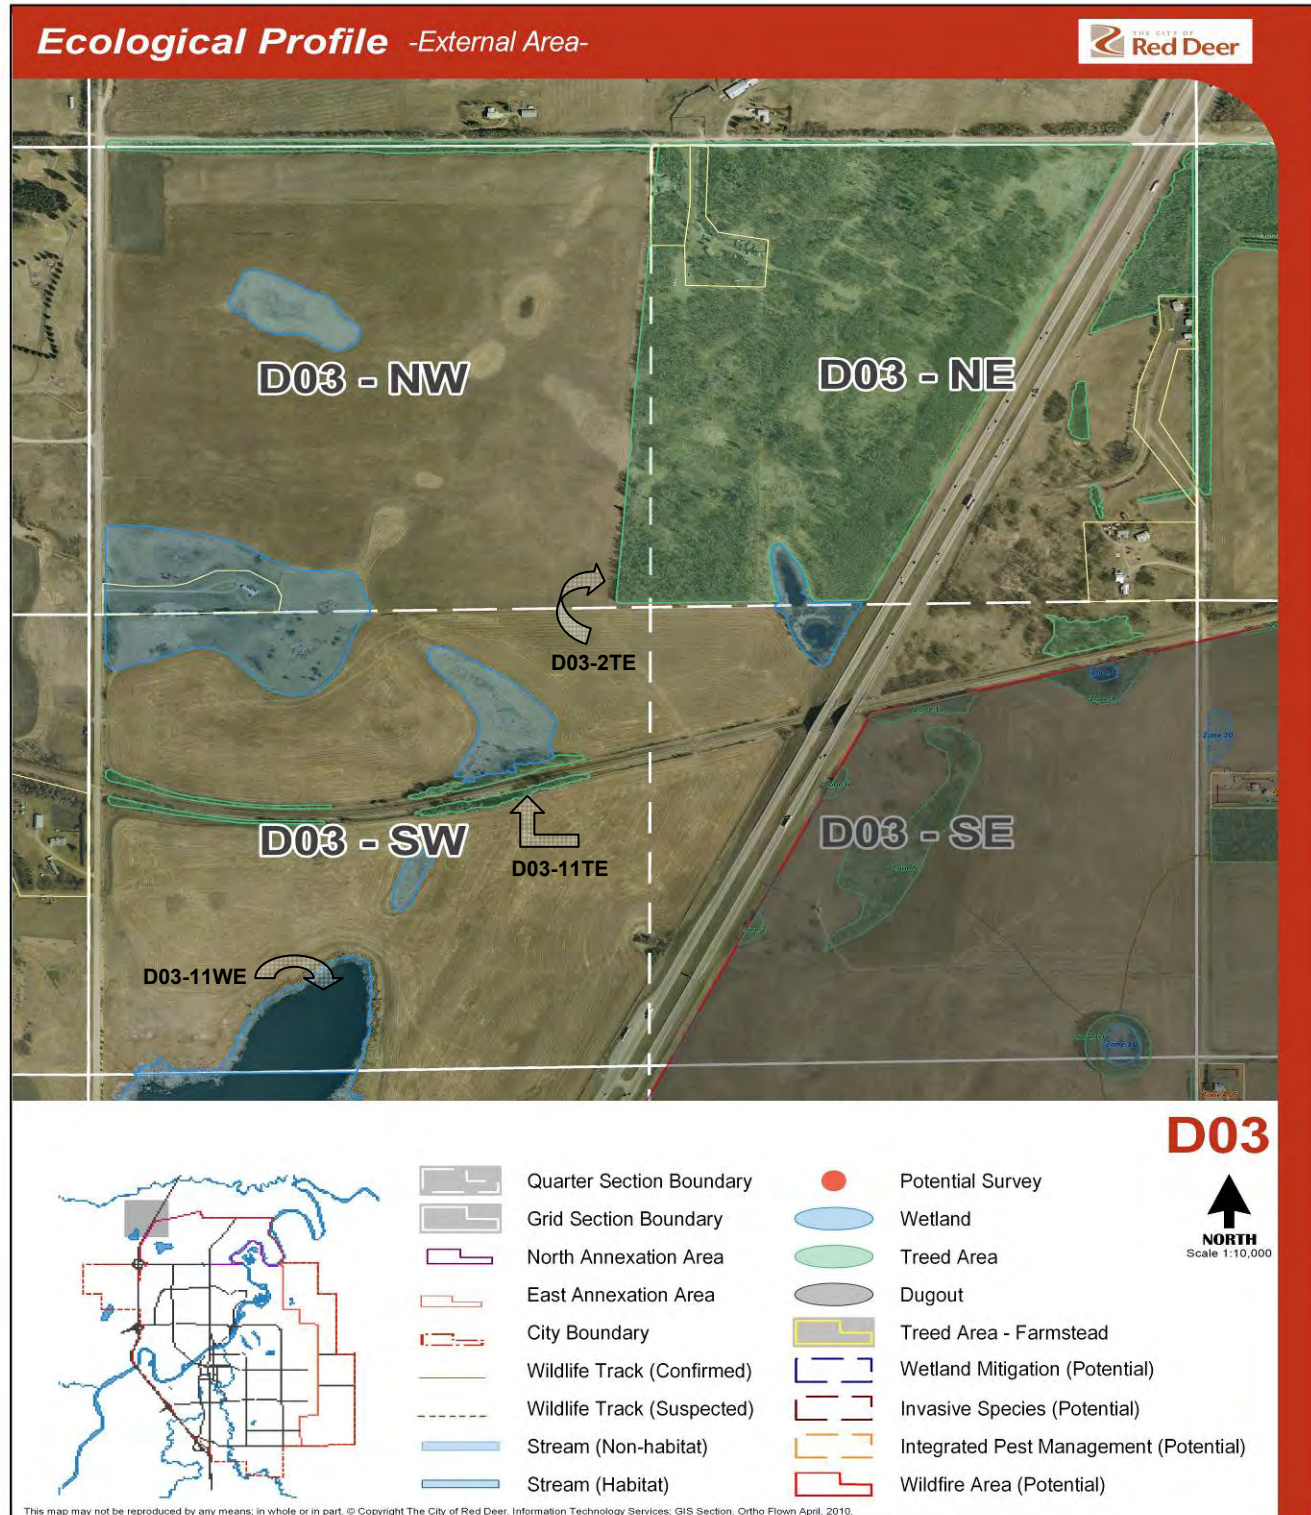 Ecological Profile -External Area-
THE CITY OF
Red Deer
D03 - NW
D03 - NE
D03-2TE
Zone 20
D03 - SW
D03 - SE
D03-11TE
D03-11WE
D03
Quarter Section Boundary
Grid Section Boundary
North Annexation Area
East Annexation Area
City Boundary
Wildlife Track (Confirmed)
Wildlife Track (Suspected)
Stream (Non-habitat)
Stream (Habitat)
Potential Survey
Wetland
Treed Area
Dugout
Treed Area - Farmstead
Wetland Mitigation (Potential)
Invasive Species (Potential)
Integrated Pest Management (Potential)
Wildfire Area (Potential)
NORTH
Scale 1:10,000
This map may not be reproduced by any means; in whole or in part. © Copyright The City of Red Deer, Information Technology Services; GIS Section. Ortho Flown April, 2010.